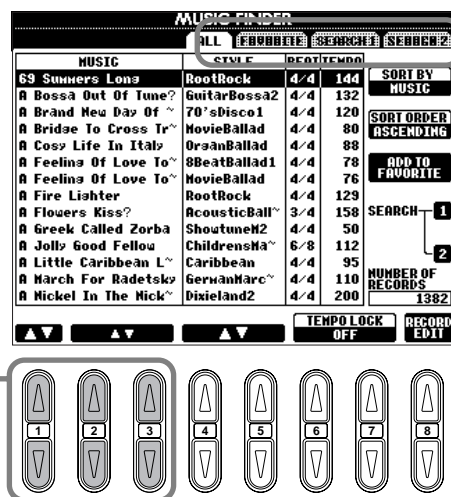 MUSIC FINDER
ALL FAVORITE SEARCH 1 SEARCH 2
MUSIC STYLE BEAT TEMPO
69 Summers Long RootRock 4/4 144
A Bossa Out Of Tune? GuitarBossa2 4/4 132
A Brand New Day Of ~ 70'sDisco1 4/4 120
A Bridge To Cross Tr~ MovieBallad 4/4 80
A Cosy Life In Italy OrganBallad 4/4 88
A Feeling Of Love To~ 8BeatBallad1 4/4 78
A Feeling Of Love To~ MovieBallad 4/4 76
A Fire Lighter RootRock 4/4 129
A Flowers Kiss? AcousticBall~ 3/4 158
A Greek Called Zorba ShowtuneM2 4/4 50
A Jolly Good Fellow ChildrensMa~ 6/8 112
A Little Caribbean L~ Caribbean 4/4 95
A March For Radetsky GermanMarc~ 4/4 110
A Nickel In The Nick~ Dixieland2 4/4 200
SORT BY
MUSIC
SORT ORDER
ASCENDING
ADD TO
FAVORITE
SEARCH 1
2
NUMBER OF
RECORDS
1382
TEMPO LOCK
OFF
RECORD
EDIT
1 2 3 4 5 6 7 8